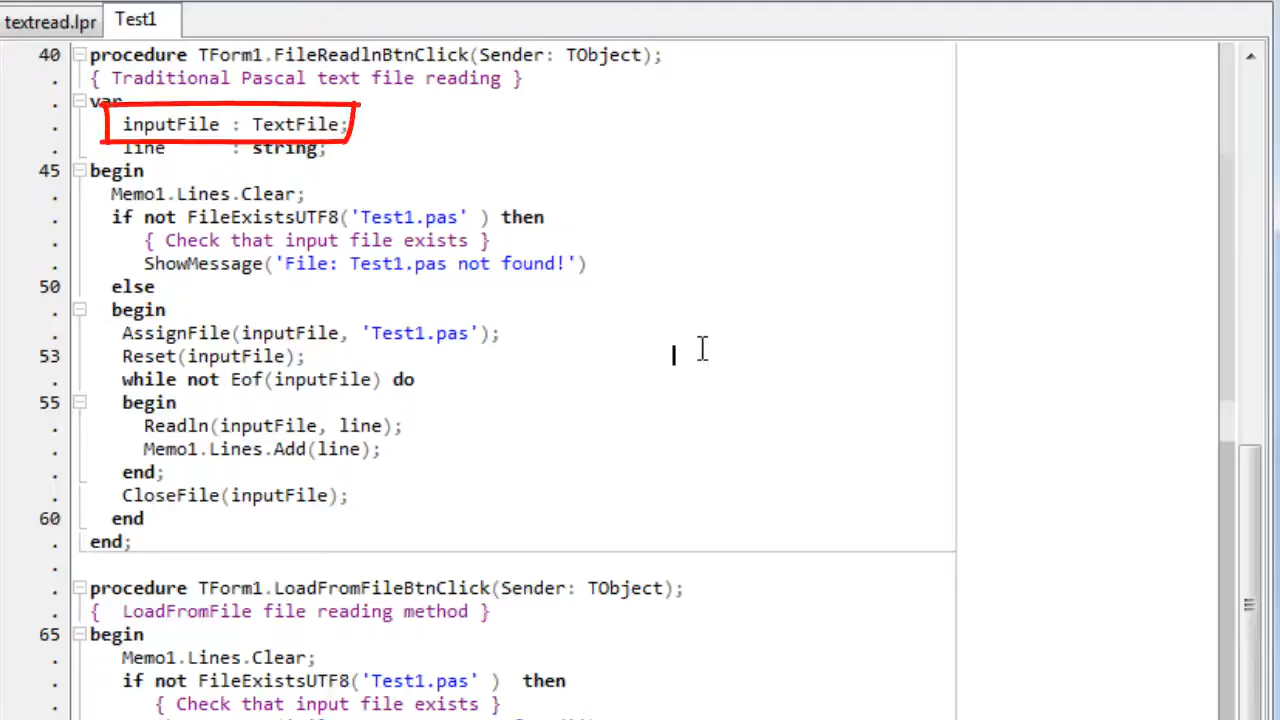 textread.lpr Test1
40 procedure TForm1.FileReadlnBtnClick(Sender: TObject);
. { Traditional Pascal text file reading }
. var
. inputFile : TextFile;
. line : string;
45 begin
. Memo1.Lines.Clear;
. if not FileExistsUTF8('Test1.pas' ) then
. { Check that input file exists }
. ShowMessage('File: Test1.pas not found!')
50 else
. begin
. AssignFile(inputFile, 'Test1.pas');
53 Reset(inputFile);
. while not Eof(inputFile) do
55 begin
. Readln(inputFile, line);
. Memo1.Lines.Add(line);
. end;
. CloseFile(inputFile);
60 end
. end;
.
. procedure TForm1.LoadFromFileBtnClick(Sender: TObject);
. { LoadFromFile file reading method }
65 begin
. Memo1.Lines.Clear;
. if not FileExistsUTF8('Test1.pas' ) then
. { Check that input file exists }